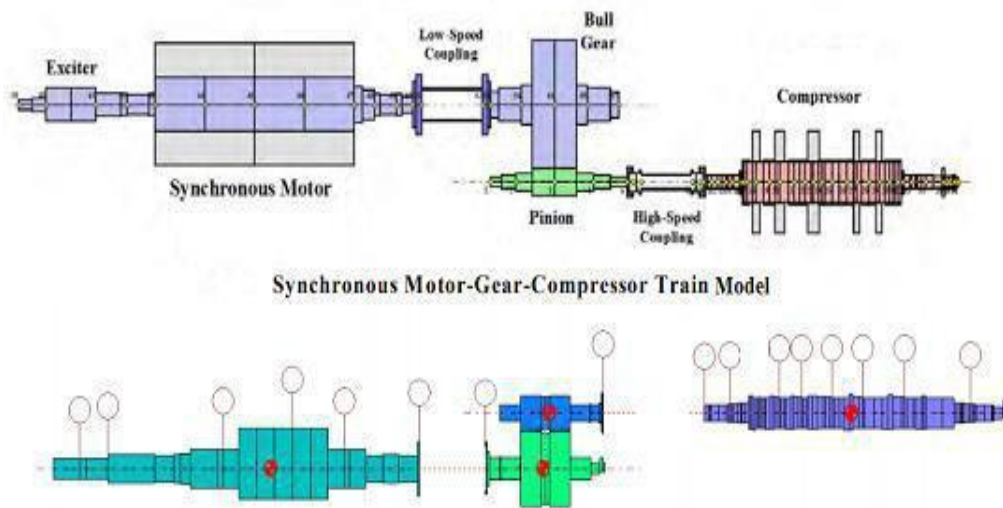 Bull
Gear
Low-Speed
Coupling
Exciter
Compressor
Synchronous Motor
Pinion
High-Speed
Coupling
Synchronous Motor-Gear-Compressor Train Model